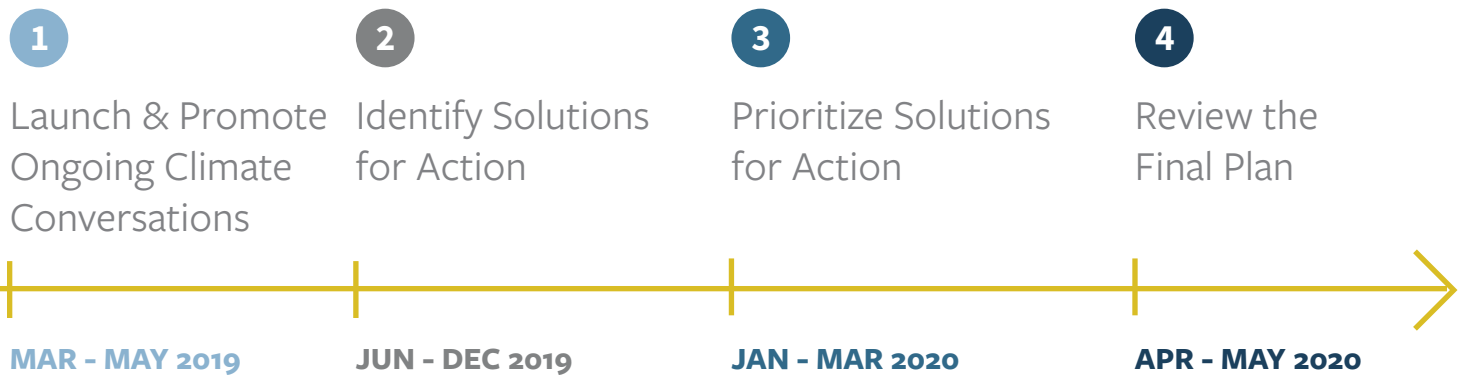 1
Launch & Promote
Ongoing Climate
Conversations
MAR - MAY 2019
2
Identify Solutions
for Action
JUN - DEC 2019
3
Prioritize Solutions
for Action
JAN - MAR 2020
4
Review the
Final Plan
APR - MAY 2020